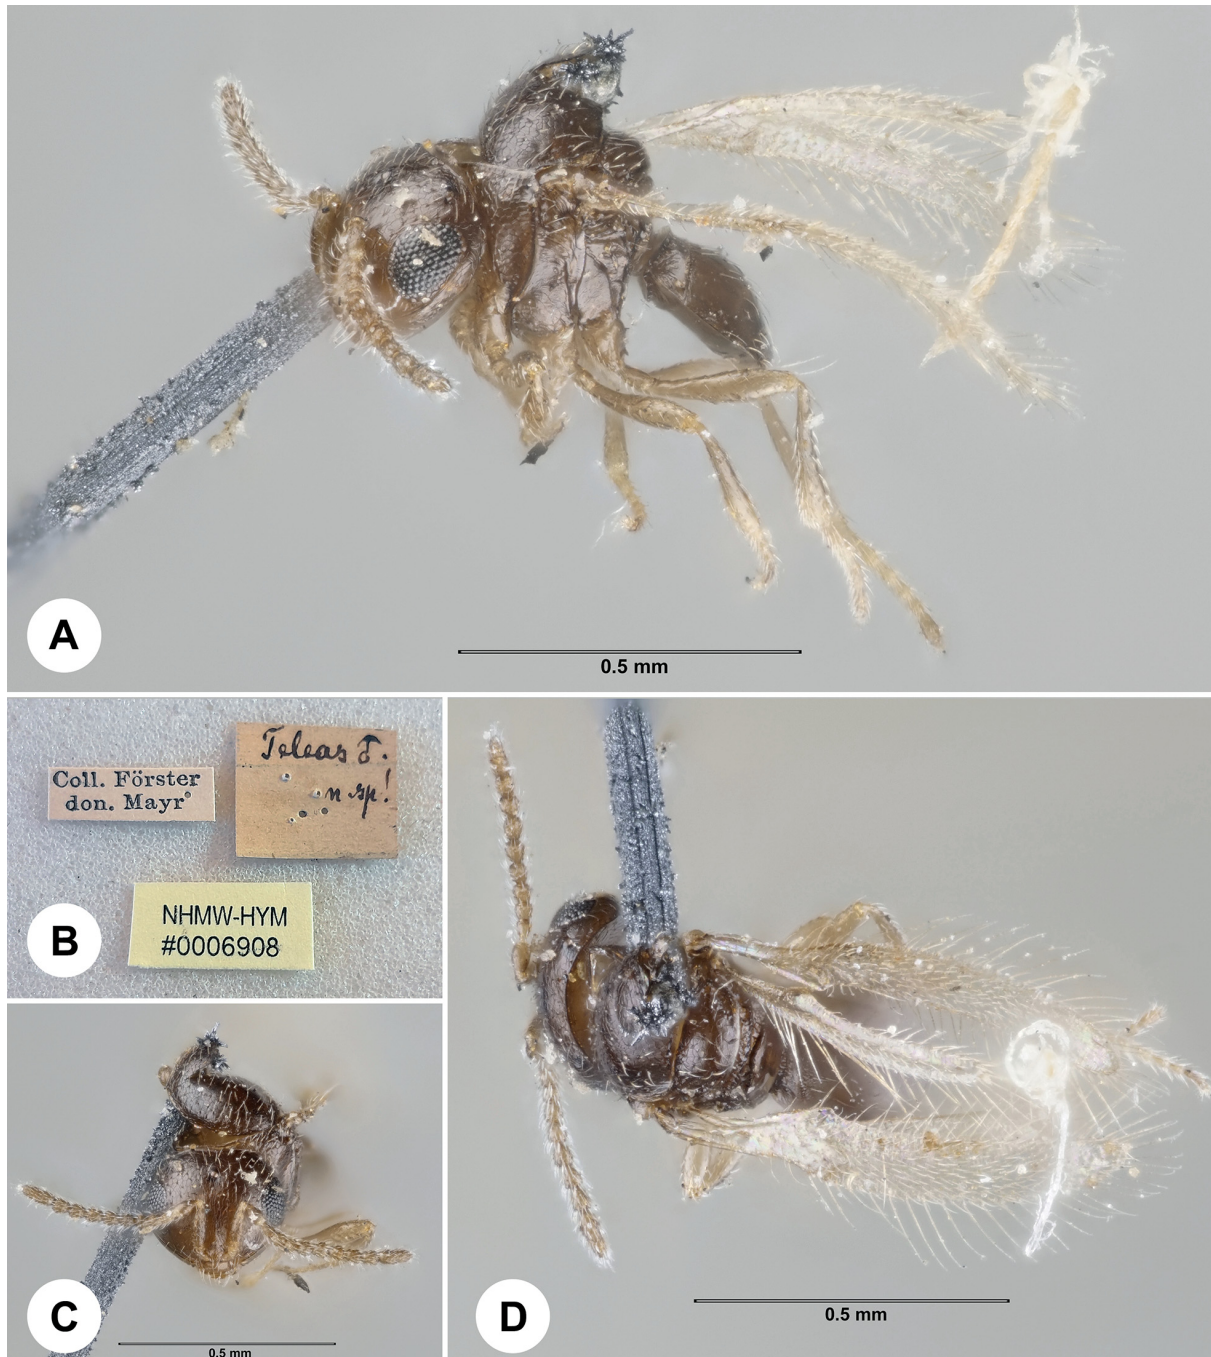 A
0.5 mm
B
Coll. Förster
don. Mayr
Teleas ♂.
n sp!
NHMW-HYM
#0006908
C
0.5 mm
D
0.5 mm